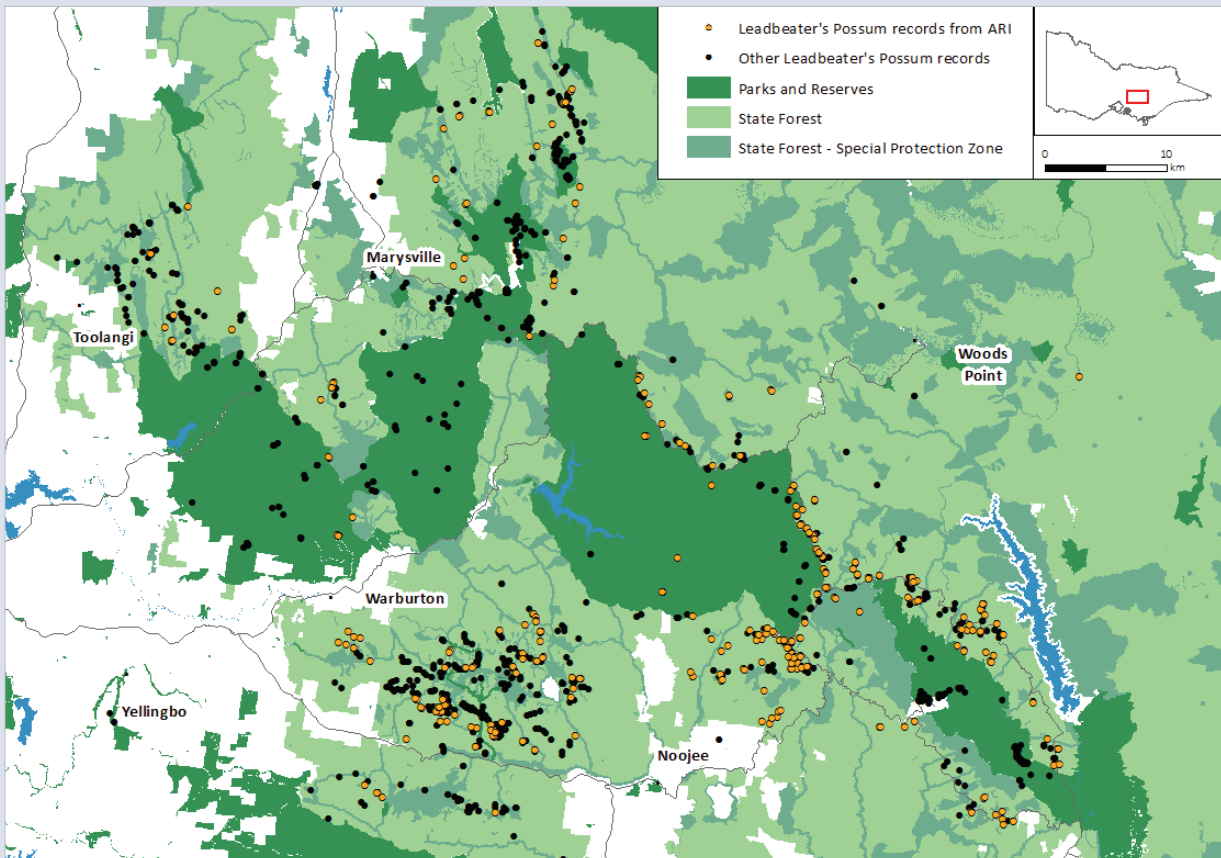 Leadbeater's Possum records from ARI
Other Leadbeater's Possum records
Parks and Reserves
State Forest
State Forest - Special Protection Zone
0 10
km
Marysville
Toolangi
Woods
Point
Warburton
Yellingbo
Noojee